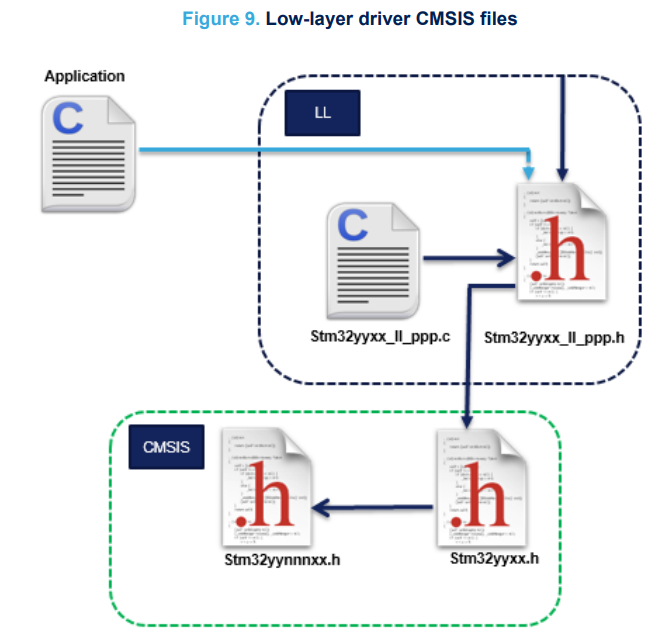 Figure 9. Low-layer driver CMSIS files
Application
C
LL
C
.h
Stm32yyxx_ll_ppp.c
Stm32yyxx_ll_ppp.h
CMSIS
.h
.h
Stm32yynnnxx.h
Stm32yyxx.h